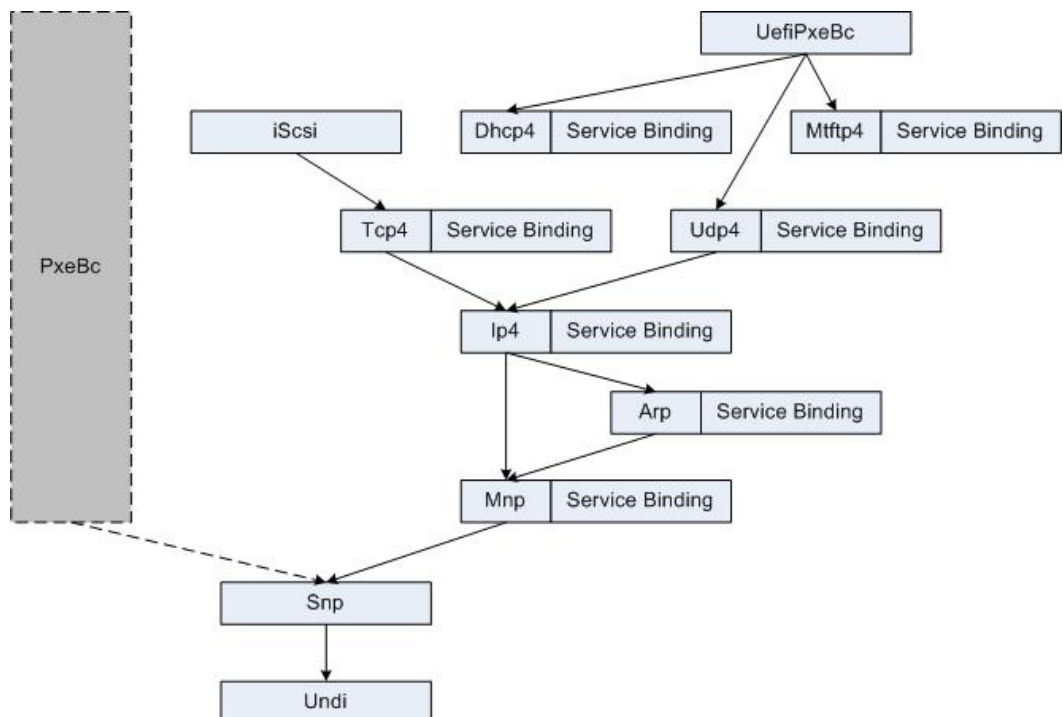 UefiPxeBc
iScsi
Dhcp4
Service Binding
Mtftp4
Service Binding
Tcp4
Service Binding
Udp4
Service Binding
PxeBc
Ip4
Service Binding
Arp
Service Binding
Mnp
Service Binding
Snp
Undi